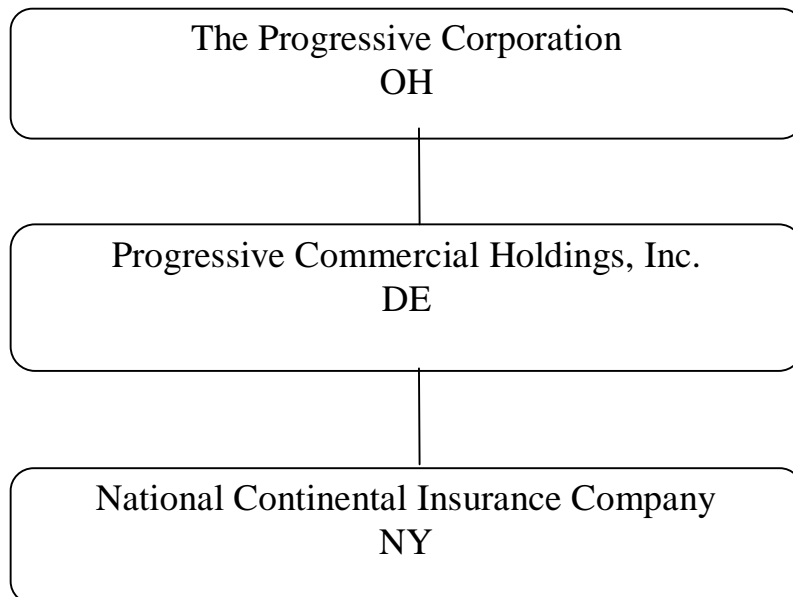 The Progressive Corporation
OH
Progressive Commercial Holdings, Inc.
DE
National Continental Insurance Company
NY